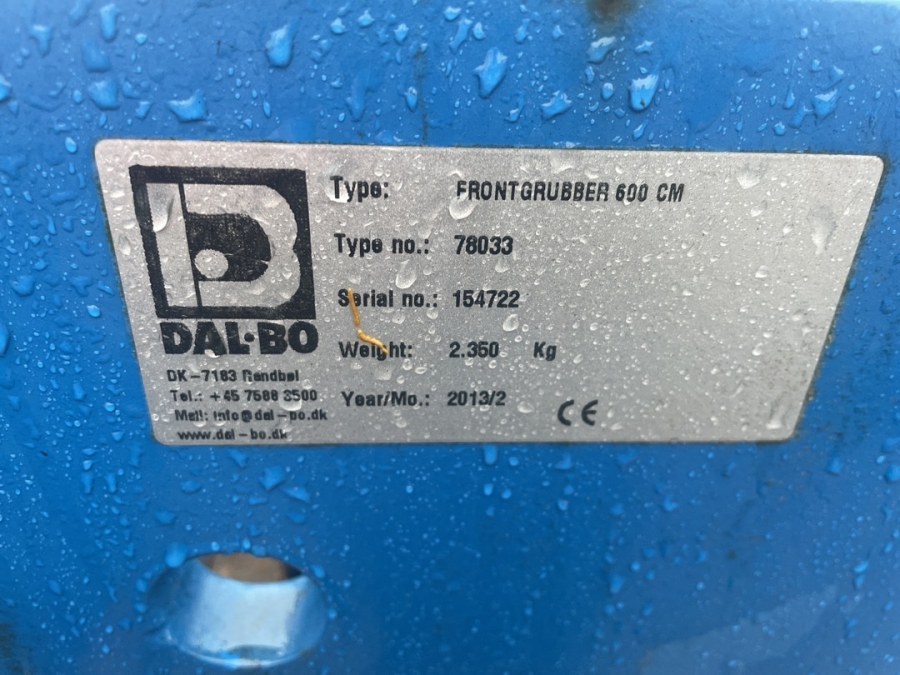 Type: FRONTGRUBBER 600 CM
Type no.: 78033
Serial no.: 154722
Weight: 2.350 Kg
Year/Mo.: 2013/2
CE
DAL-BO
DK-7183 Randbøl
Tel.: +45 7588 3500
Mail: info@dal-bo.dk
www.dal-bo.dk